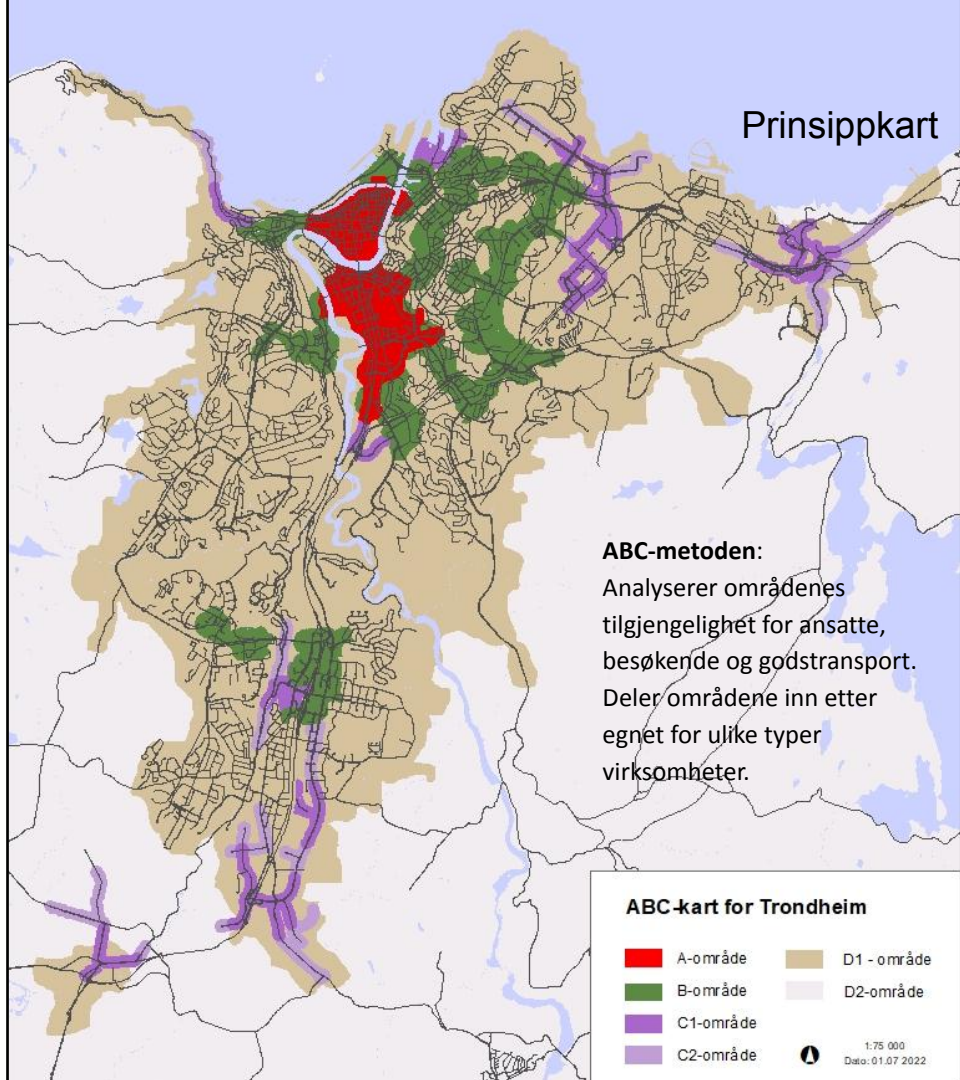 Prinsippkart
ABC-metoden:
Analyserer områdenes
tilgjengelighet for ansatte,
besøkende og godstransport.
Deler områdene inn etter
egnet for ulike typer
virksomheter.
ABC-kart for Trondheim
A-område
B-område
C1-område
C2-område
D1 - område
D2-område
1:75 000
Dato: 01.07 2022